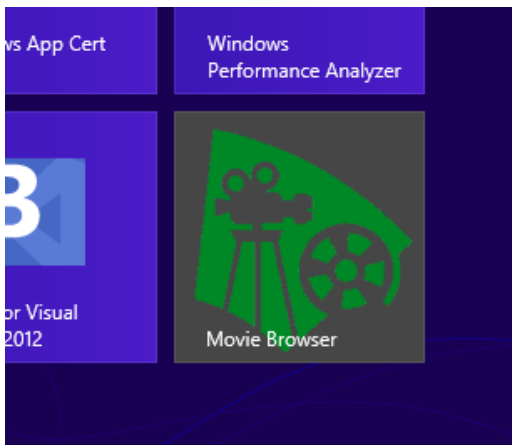 ws App Cert
Windows
Performance Analyzer
B
or Visual
2012
Movie Browser